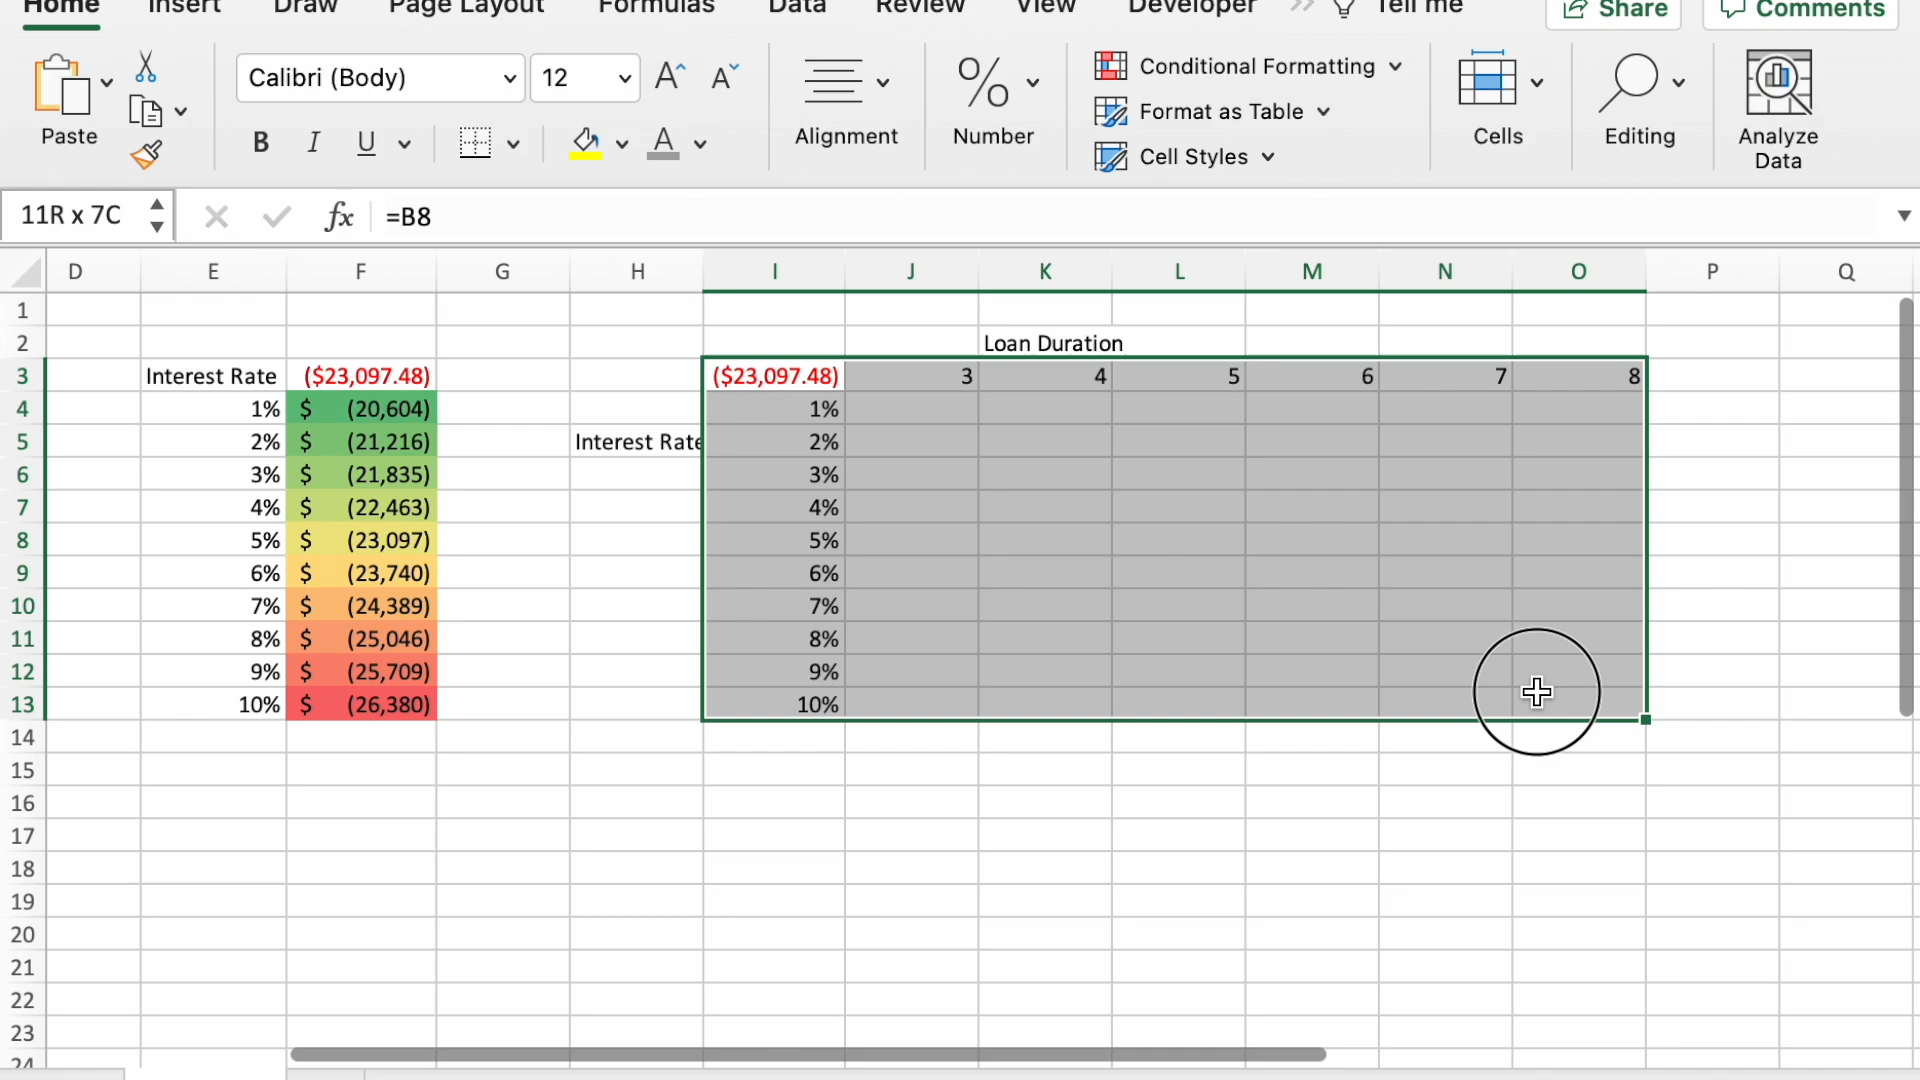 Home Insert Draw Page Layout Formulas Data Review View Developer >> Tell me Share Comments
Calibri (Body) 12
Conditional Formatting
Format as Table
Cell Styles
Paste B I U A Alignment Number Cells Editing Analyze Data
11R x 7C fx =B8
D E F G H I J K L M N O P Q
1
2 Loan Duration
3 Interest Rate ($23,097.48) ($23,097.48) 3 4 5 6 7 8
4 1% $ (20,604) 1%
5 2% $ (21,216) Interest Rate 2%
6 3% $ (21,835) 3%
7 4% $ (22,463) 4%
8 5% $ (23,097) 5%
9 6% $ (23,740) 6%
10 7% $ (24,389) 7%
11 8% $ (25,046) 8%
12 9% $ (25,709) 9%
13 10% $ (26,380) 10%
14
15
16
17
18
19
20
21
22
23
24